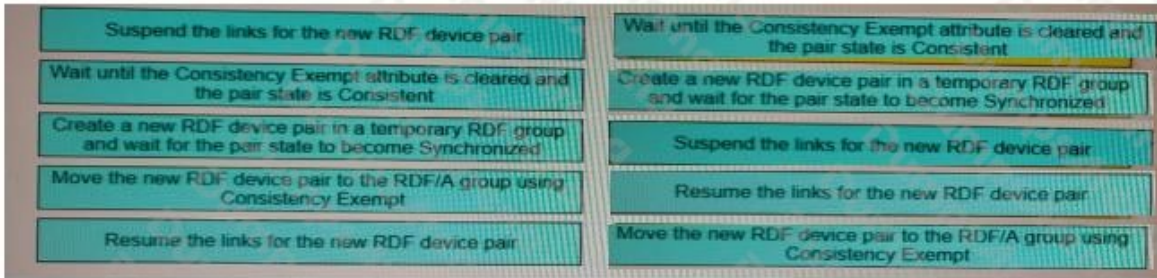 Suspend the links for the new RDF device pair
Wait until the Consistency Exempt attribute is cleared and
the pair state is Consistent
Create a new RDF device pair in a temporary RDF group
and wait for the pair state to become Synchronized
Move the new RDF device pair to the RDF/A group using
Consistency Exempt
Resume the links for the new RDF device pair
Wait until the Consistency Exempt attribute is cleared and
the pair state is Consistent
Create a new RDF device pair in a temporary RDF group
and wait for the pair state to become Synchronized
Suspend the links for the new RDF device pair
Resume the links for the new RDF device pair
Move the new RDF device pair to the RDF/A group using
Consistency Exempt